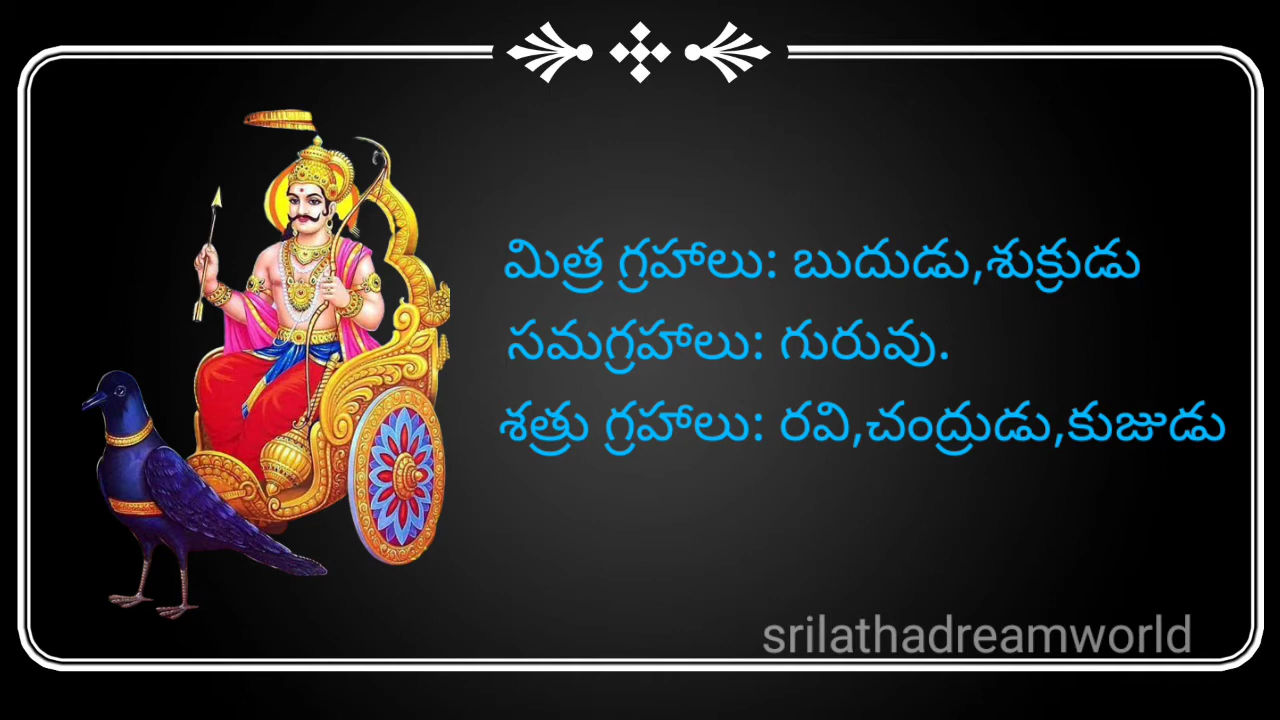 మిత్ర గ్రహాలు: బుదుడు,శుక్రుడు
సమగ్రహాలు: గురువు.
శత్రు గ్రహాలు: రవి,చంద్రుడు,కుజుడు
srilathadreamworld